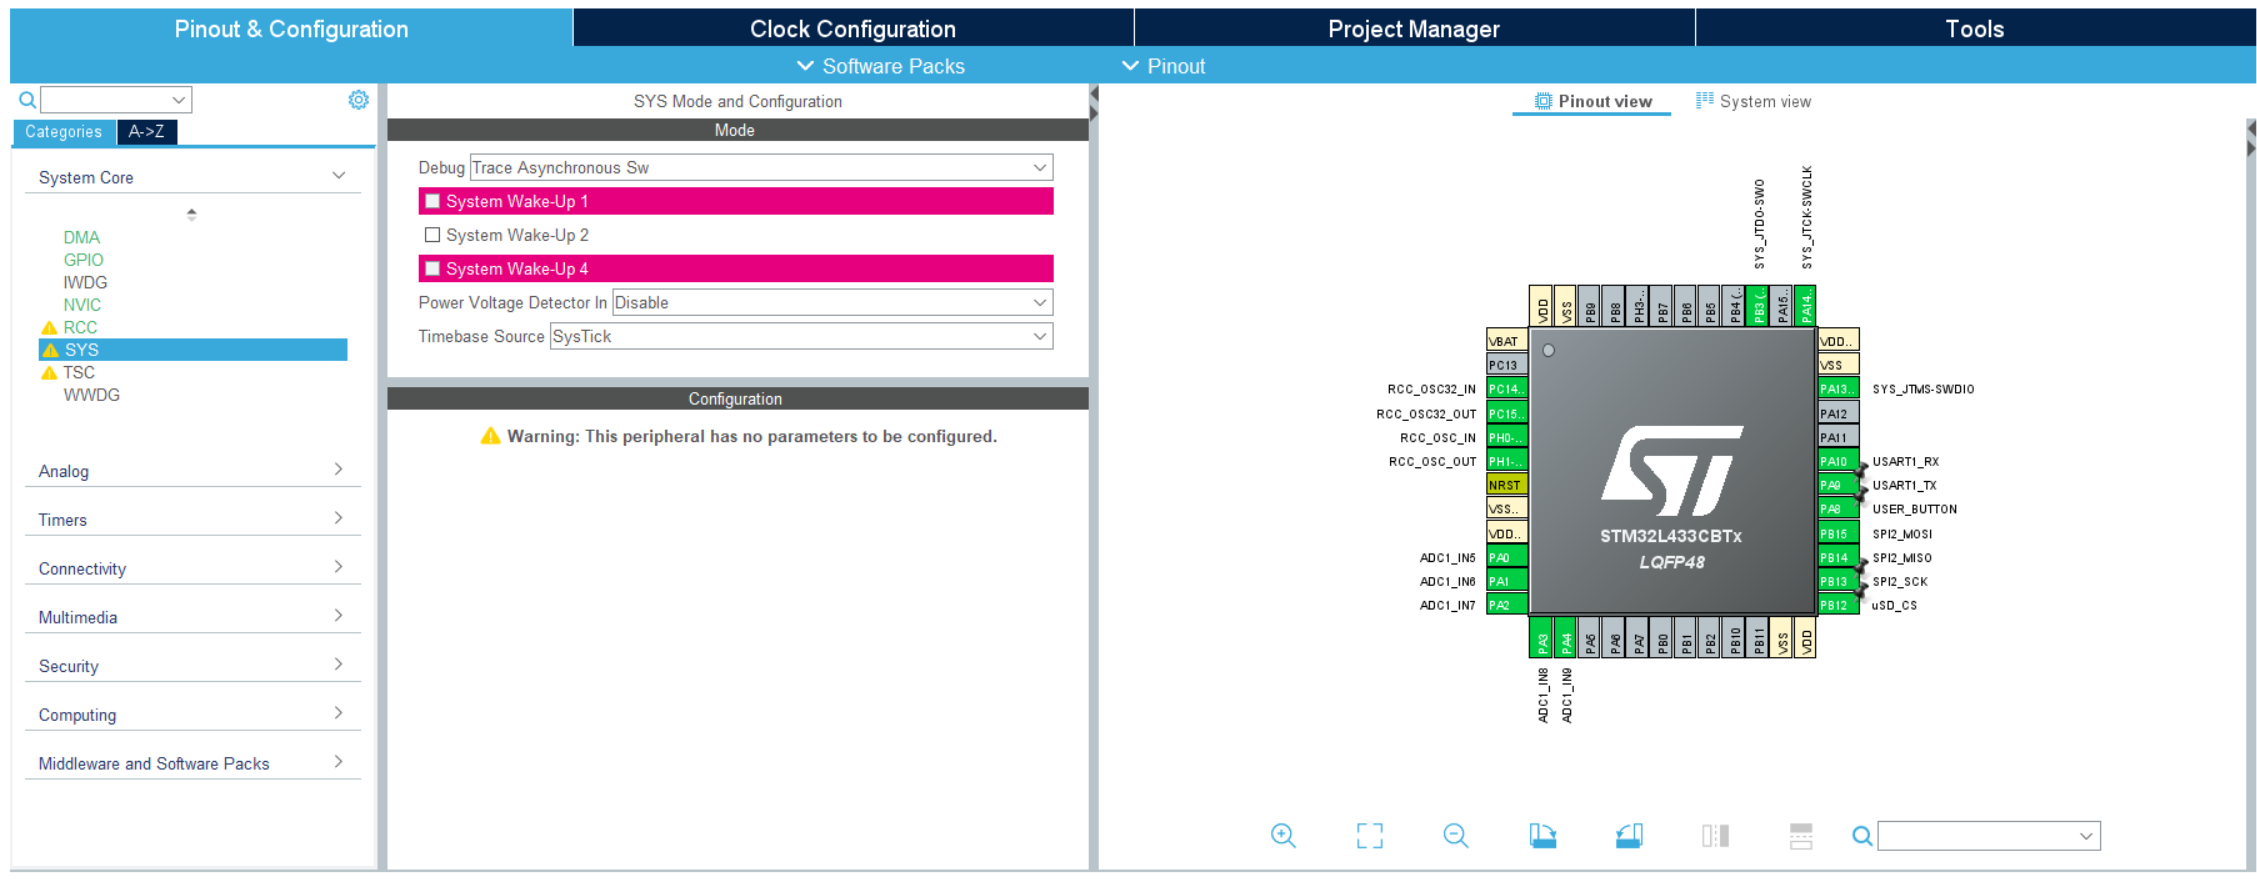 Pinout & Configuration
Clock Configuration
Project Manager
Tools
Software Packs
Pinout
Categories
A->Z
System Core
DMA
GPIO
IWDG
NVIC
RCC
SYS
TSC
WWDG
Analog
Timers
Connectivity
Multimedia
Security
Computing
Middleware and Software Packs
SYS Mode and Configuration
Mode
Debug Trace Asynchronous Sw
System Wake-Up 1
System Wake-Up 2
System Wake-Up 4
Power Voltage Detector In Disable
Timebase Source SysTick
Configuration
Warning: This peripheral has no parameters to be configured.
Pinout view
System view
SYS_JTDO-SWO
SYS_JTCK-SWCLK
VDD
VSS
PB9
PB8
PH3-..
PB7
PB6
PB5
PB4 (..
PB3 (..
PA15..
PA14..
VBAT
PC13
RCC_OSC32_IN PC14..
RCC_OSC32_OUT PC15..
RCC_OSC_IN PH0-..
RCC_OSC_OUT PH1-..
NRST
VSS..
VDD..
ADC1_IN5 PA0
ADC1_IN6 PA1
ADC1_IN7 PA2
STM32L433CBTx
LQFP48
VDD..
VSS
PA13.. SYS_JTMS-SWDIO
PA12
PA11
PA10 USART1_RX
PA9 USART1_TX
PA8 USER_BUTTON
PB15 SPI2_MOSI
PB14 SPI2_MISO
PB13 SPI2_SCK
PB12 uSD_CS
PA3
PA4
PA5
PA6
PA7
PB0
PB1
PB2
PB10
PB11
VSS
VDD
ADC1_IN8
ADC1_IN9